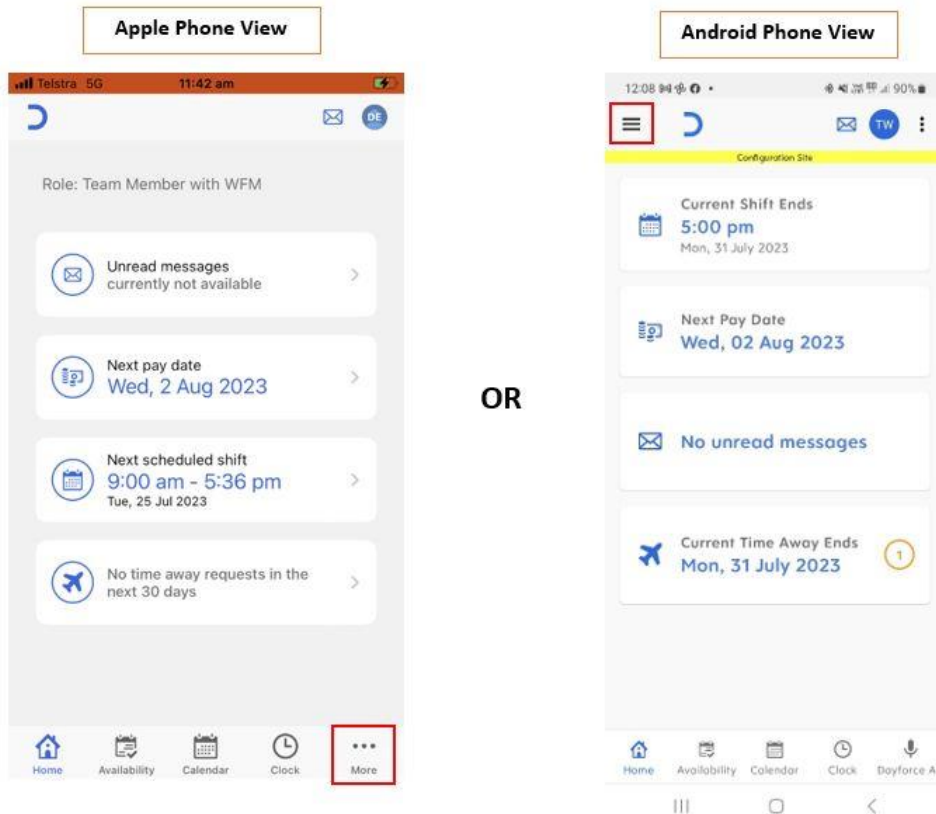 Apple Phone View
Telstra 5G 11:42 am
DE
Role: Team Member with WFM
Unread messages
currently not available
Next pay date
Wed, 2 Aug 2023
Next scheduled shift
9:00 am - 5:36 pm
Tue, 25 Jul 2023
No time away requests in the
next 30 days
Home Availability Calendar Clock More
OR
Android Phone View
12:08 90%
TW
Configuration Site
Current Shift Ends
5:00 pm
Mon, 31 July 2023
Next Pay Date
Wed, 02 Aug 2023
No unread messages
Current Time Away Ends
1
Mon, 31 July 2023
Home Availability Calendar Clock Dayforce A